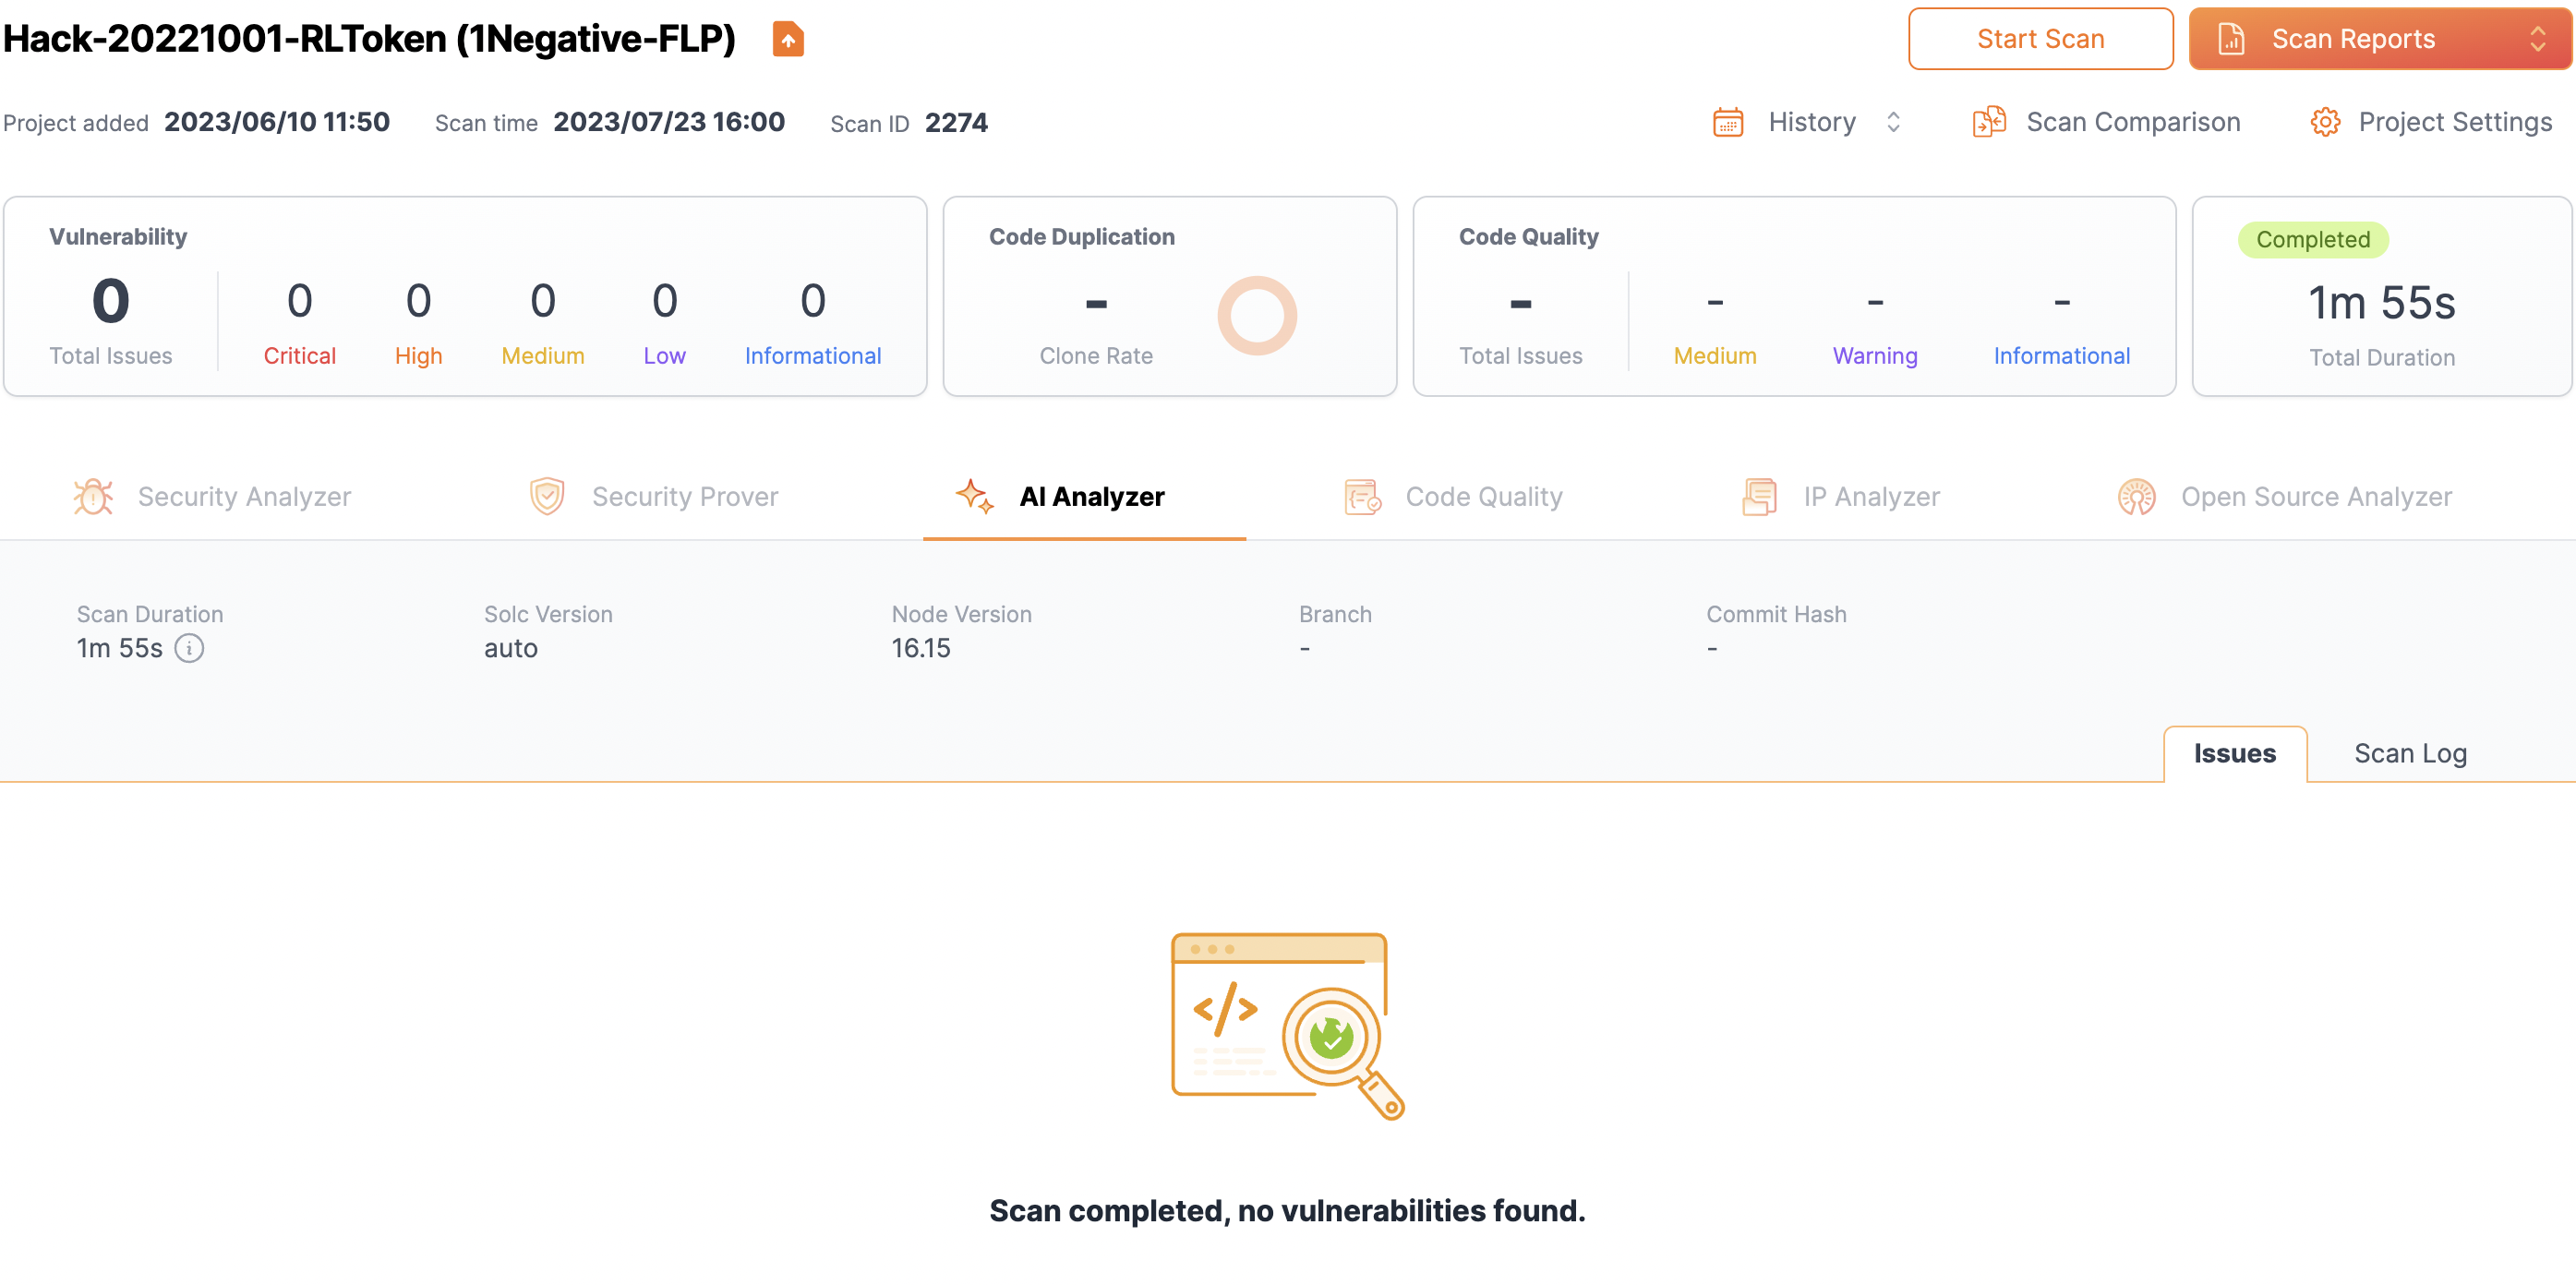 Hack-20221001-RLToken (1Negative-FLP)
Start Scan
Scan Reports
Project added 2023/06/10 11:50 Scan time 2023/07/23 16:00 Scan ID 2274
History
Scan Comparison
Project Settings
Vulnerability
0 0 0 0 0 0
Total Issues Critical High Medium Low Informational
Code Duplication
-
Clone Rate
Code Quality
- - - -
Total Issues Medium Warning Informational
Completed
1m 55s
Total Duration
Security Analyzer
Security Prover
AI Analyzer
Code Quality
IP Analyzer
Open Source Analyzer
Scan Duration Solc Version Node Version Branch Commit Hash
1m 55s auto 16.15 - -
Issues
Scan Log
</>
Scan completed, no vulnerabilities found.